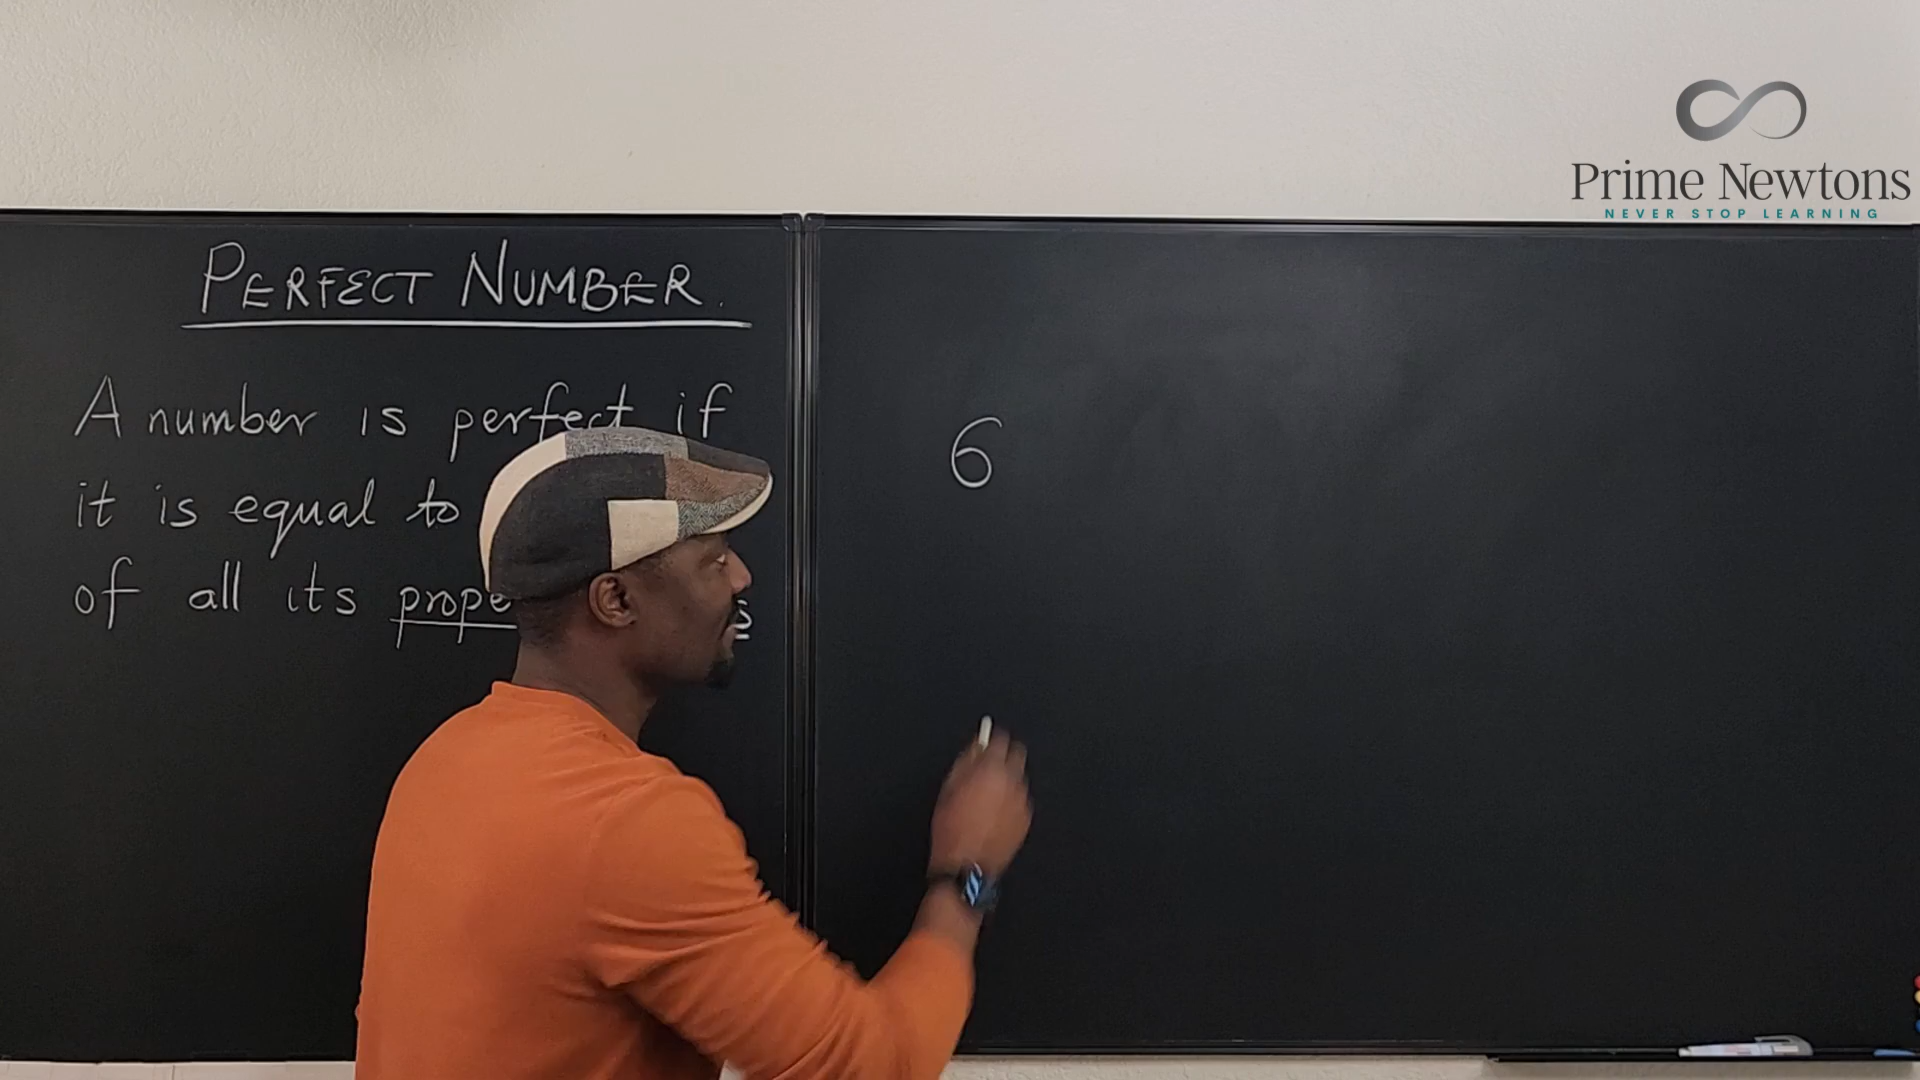 Prime Newtons
NEVER STOP LEARNING
PERFECT NUMBER.
A number is perfect if
it is equal to
of all its
6